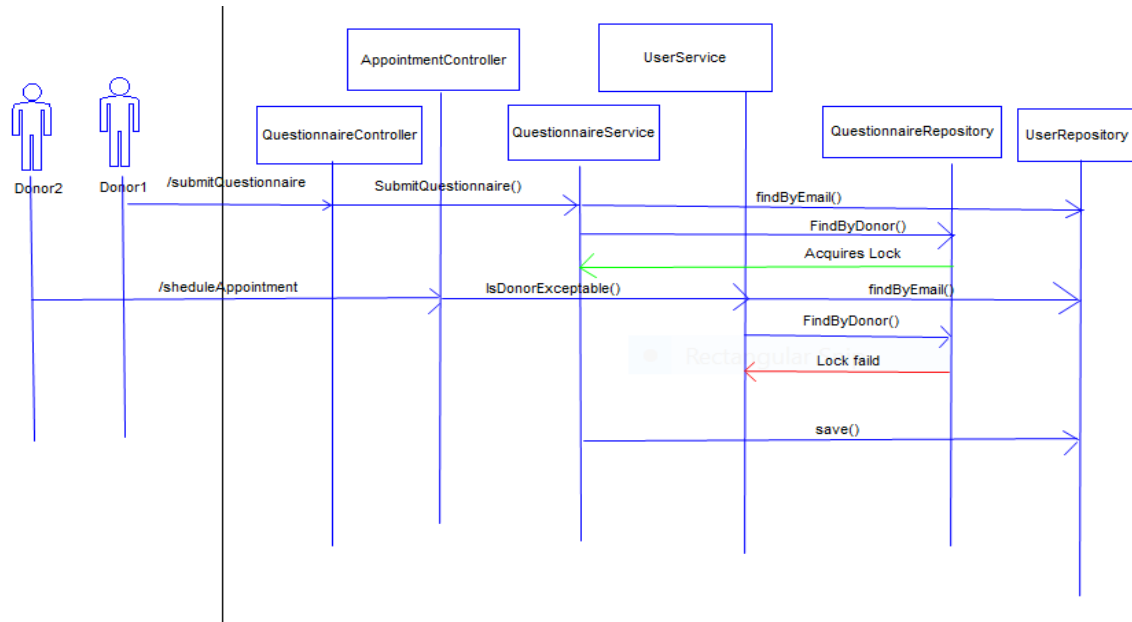 AppointmentController
UserService
QuestionnaireController
QuestionnaireService
QuestionnaireRepository
UserRepository
Donor2
Donor1
/submitQuestionnaire
SubmitQuestionnaire()
findByEmail()
FindByDonor()
Acquires Lock
/sheduleAppointment
IsDonorExceptable()
findByEmail()
FindByDonor()
Rectangular
Lock faild
save()